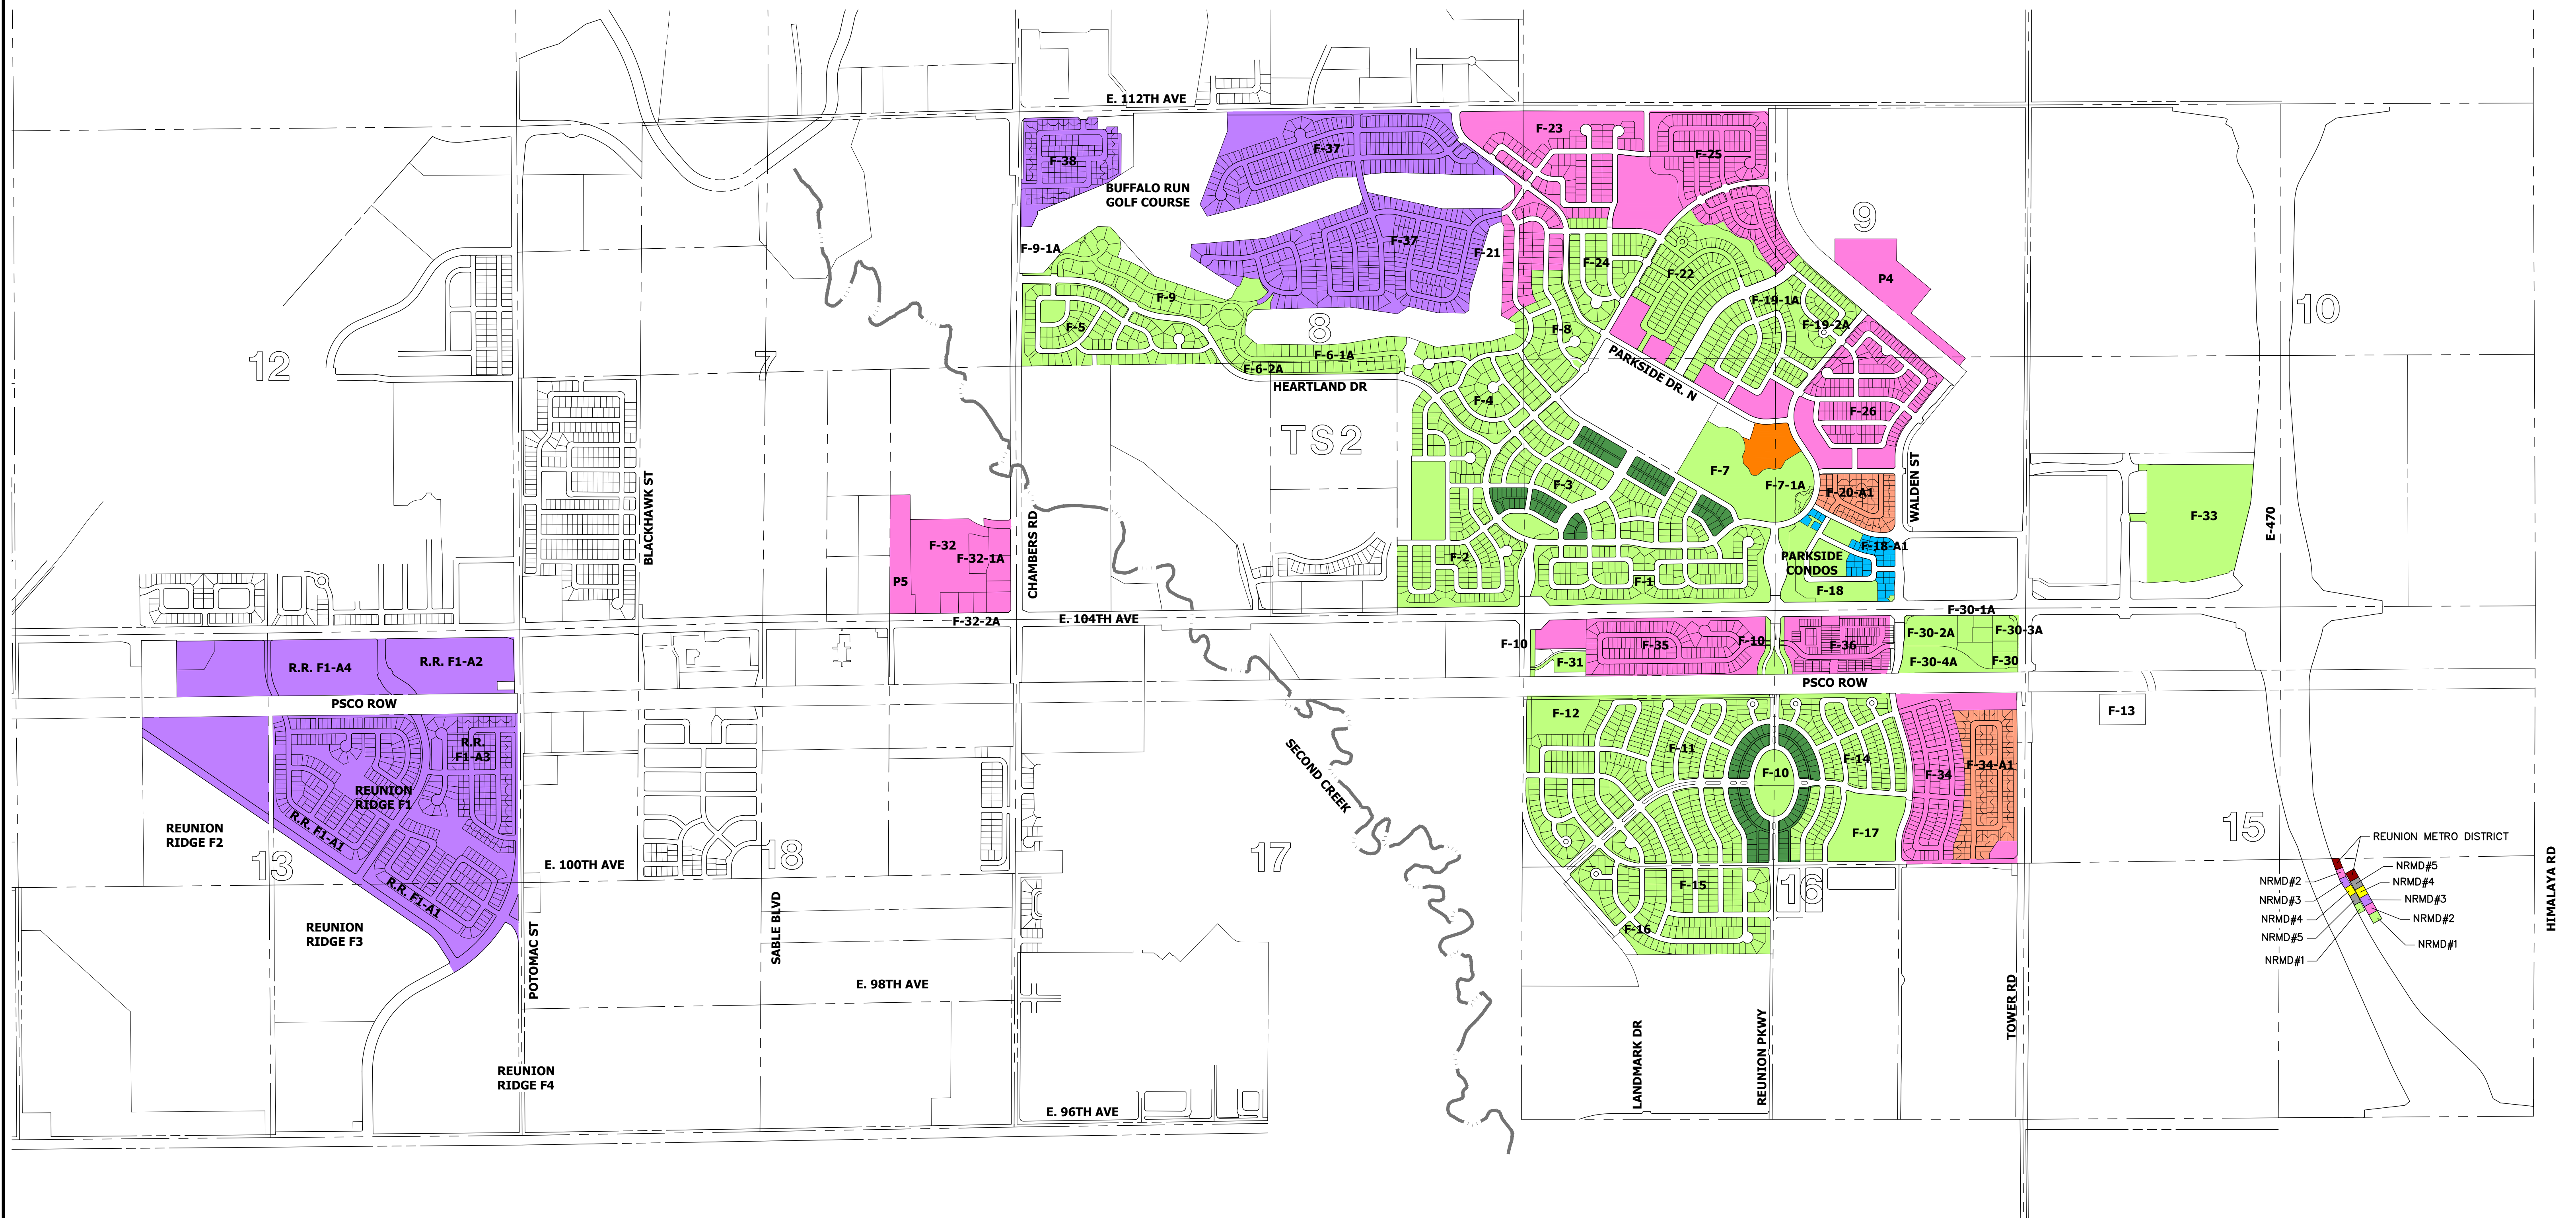 E. 112TH AVE
F-23
F-25
F-38
F-37
BUFFALO RUN
GOLF COURSE
9
F-9-1A
F-37
F-21
F-24
F-22
P4
F-9
F-19-1A
10
F-5
8
F-8
F-19-2A
12
7
F-6-1A
F-6-2A
PARKSIDE DR. N
HEARTLAND DR
F-4
F-26
TS2
F-7
F-3
F-7-1A
F-20-A1
WALDEN ST
BLACKHAWK ST
CHAMBERS RD
F-33
E-470
F-32
F-32-1A
F-18-A1
F-2
PARKSIDE
CONDOS
P5
F-1
F-18
F-30-1A
F-32-2A
E. 104TH AVE
F-10
F-35
F-10
F-36
F-30-2A
F-30-3A
R.R. F1-A4
R.R. F1-A2
F-31
F-30-4A
F-30
PSCO ROW
PSCO ROW
F-12
F-13
R.R.
F1-A3
F-11
F-14
SECOND CREEK
F-10
F-34
F-34-A1
REUNION
RIDGE F1
R.R. F1-A1
REUNION
RIDGE F2
F-17
15
REUNION METRO DISTRICT
13
E. 100TH AVE
18
17
16
NRMD#5
NRMD#2
NRMD#4
R.R. F1-A1
F-15
NRMD#3
NRMD#3
NRMD#4
NRMD#2
REUNION
RIDGE F3
F-16
NRMD#5
NRMD#1
NRMD#1
HIMALAYA RD
POTOMAC ST
SABLE BLVD
E. 98TH AVE
TOWER RD
REUNION
RIDGE F4
LANDMARK DR
REUNION PKWY
E. 96TH AVE